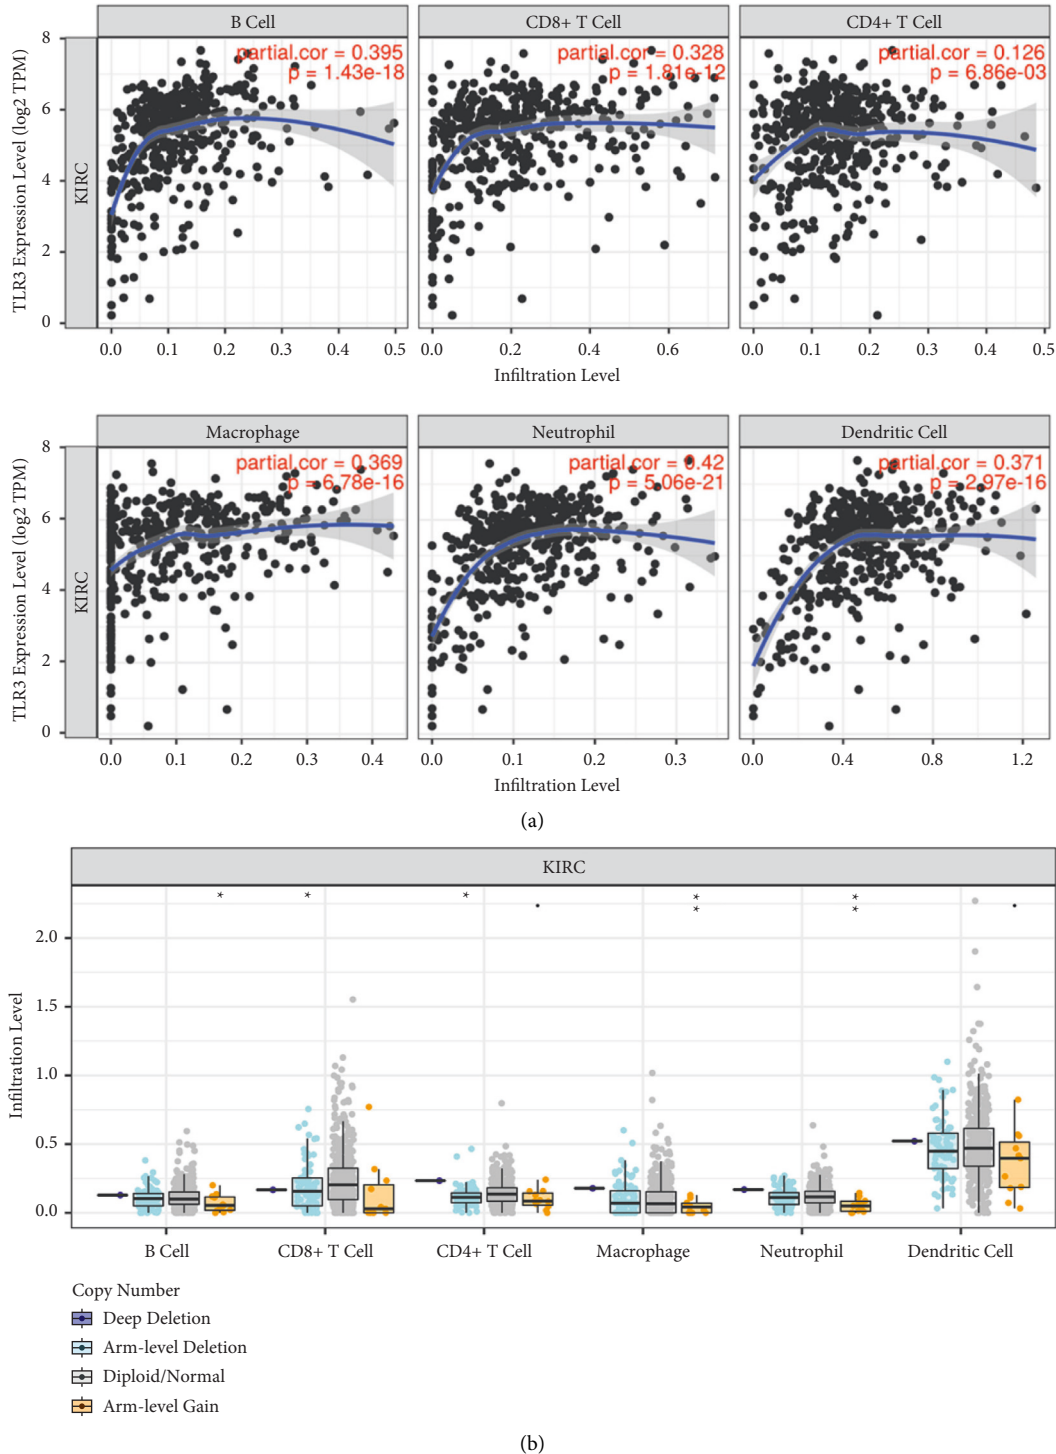 B Cell
CD8+ T Cell
CD4+ T Cell
TLR3 Expression Level (log2 TPM)
KIRC
8
6
4
2
0
partial.cor = 0.395
p = 1.43e-18
partial.cor = 0.328
p = 1.81e-12
partial.cor = 0.126
p = 6.86e-03
0.0 0.1 0.2 0.3 0.4 0.5
0.0 0.2 0.4 0.6
0.0 0.1 0.2 0.3 0.4 0.5
Infiltration Level
Macrophage
Neutrophil
Dendritic Cell
TLR3 Expression Level (log2 TPM)
KIRC
8
6
4
2
0
partial.cor = 0.369
p = 6.78e-16
partial.cor = 0.42
p = 5.06e-21
partial.cor = 0.371
p = 2.97e-16
0.0 0.1 0.2 0.3 0.4
0.0 0.1 0.2 0.3
0.0 0.4 0.8 1.2
Infiltration Level
(a)
KIRC
* * * . ** ** .
Infiltration Level
2.0
1.5
1.0
0.5
0.0
B Cell
CD8+ T Cell
CD4+ T Cell
Macrophage
Neutrophil
Dendritic Cell
Copy Number
Deep Deletion
Arm-level Deletion
Diploid/Normal
Arm-level Gain
(b)